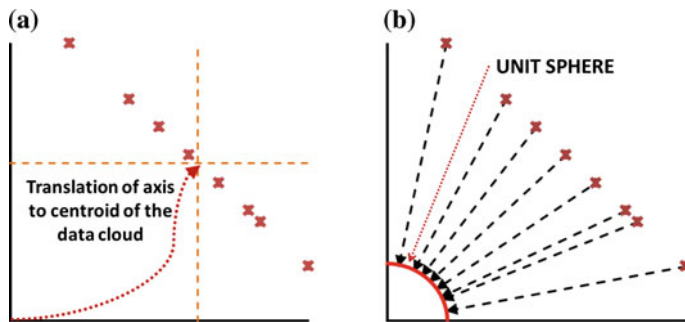 (a)
Translation of axis
to centroid of the
data cloud
(b)
UNIT SPHERE